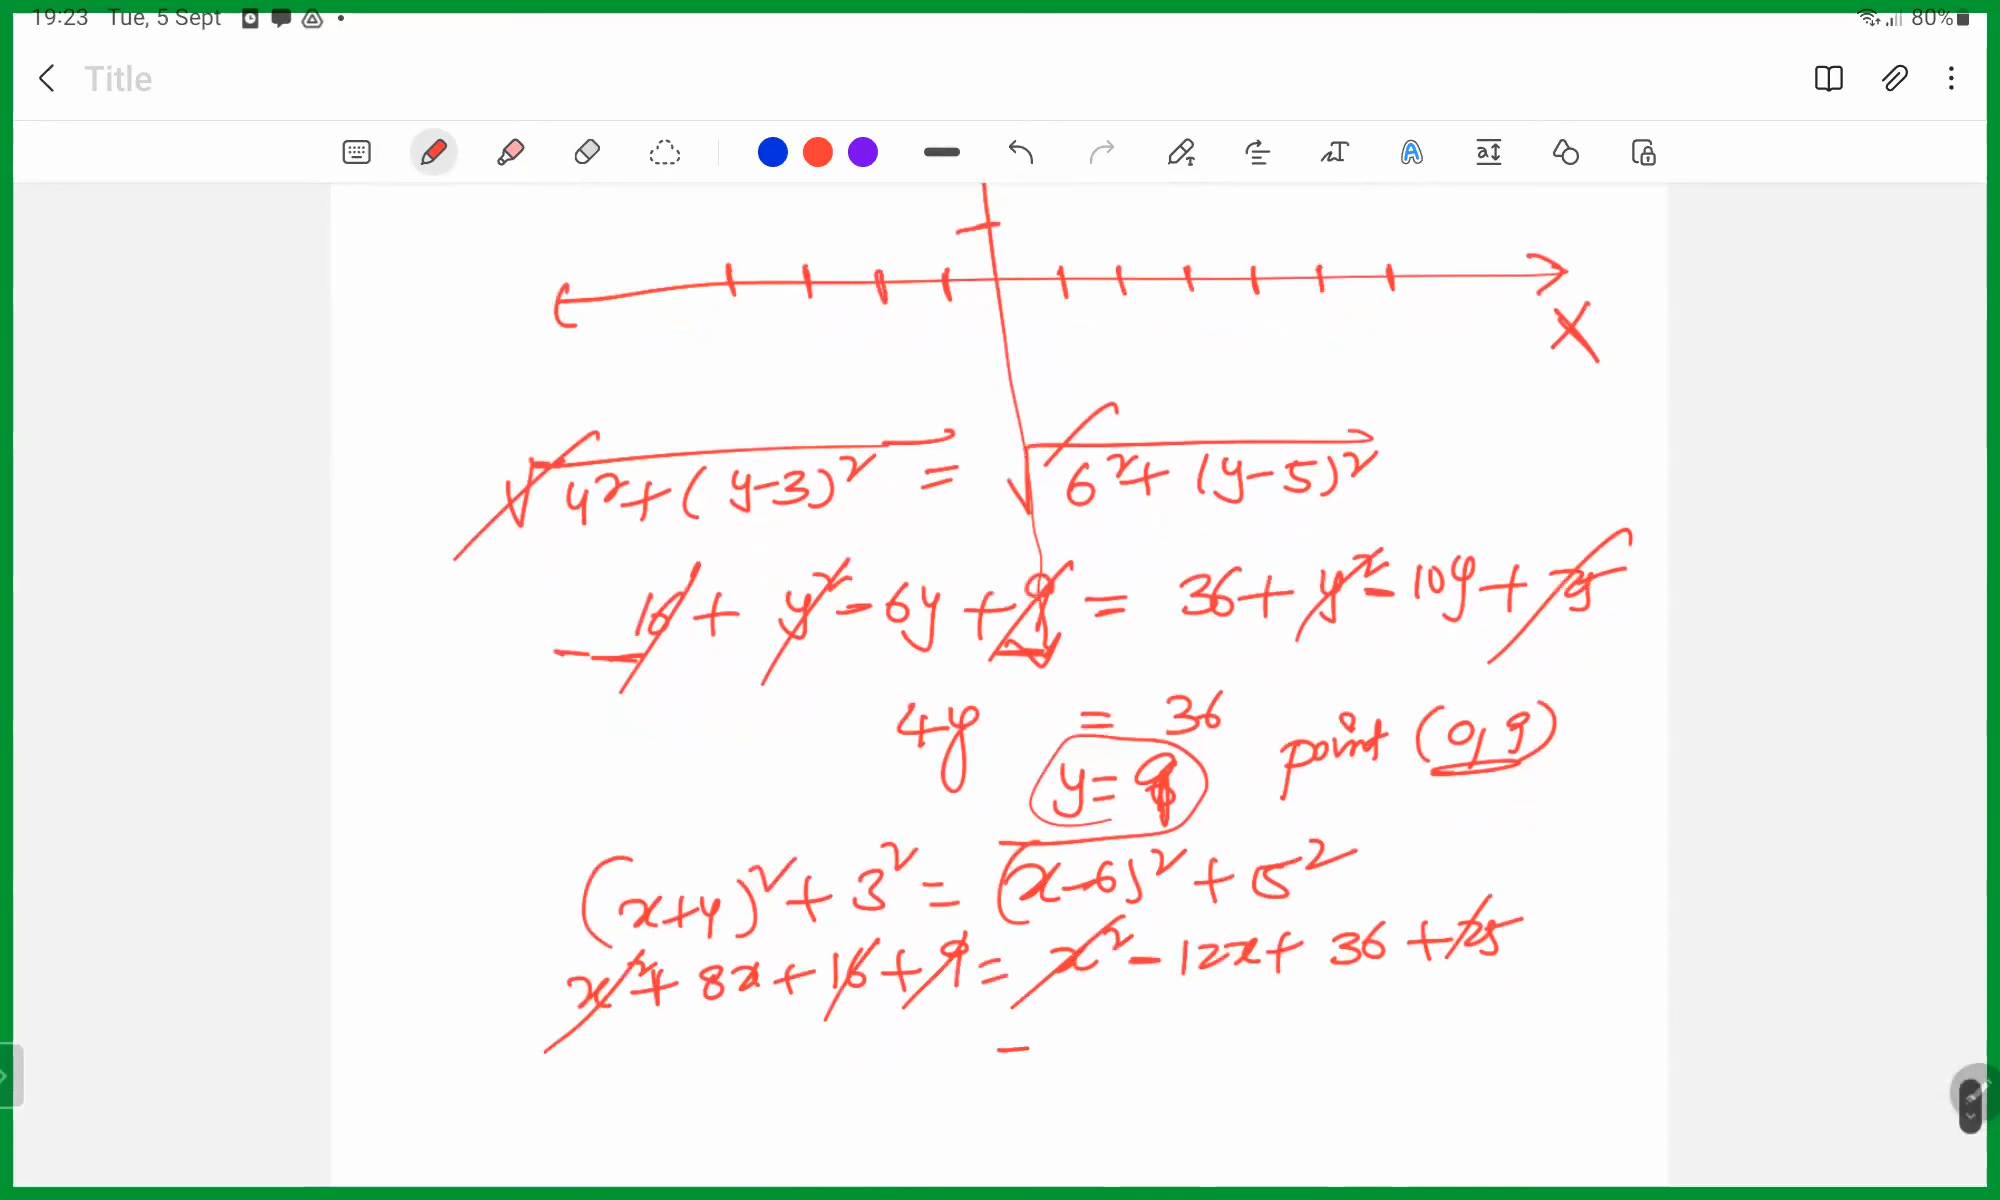 19:23 Tue, 5 Sept 80%
Title
X
√4²+(y-3)² = √6²+(y-5)²
16+ y²-6y+9 = 36+y²-10y+25
4y = 36
point (0,9)
y=9
(x+4)²+3²=(x-6)²+5²
x²+8x+16+9=x²-12x+36+25
=